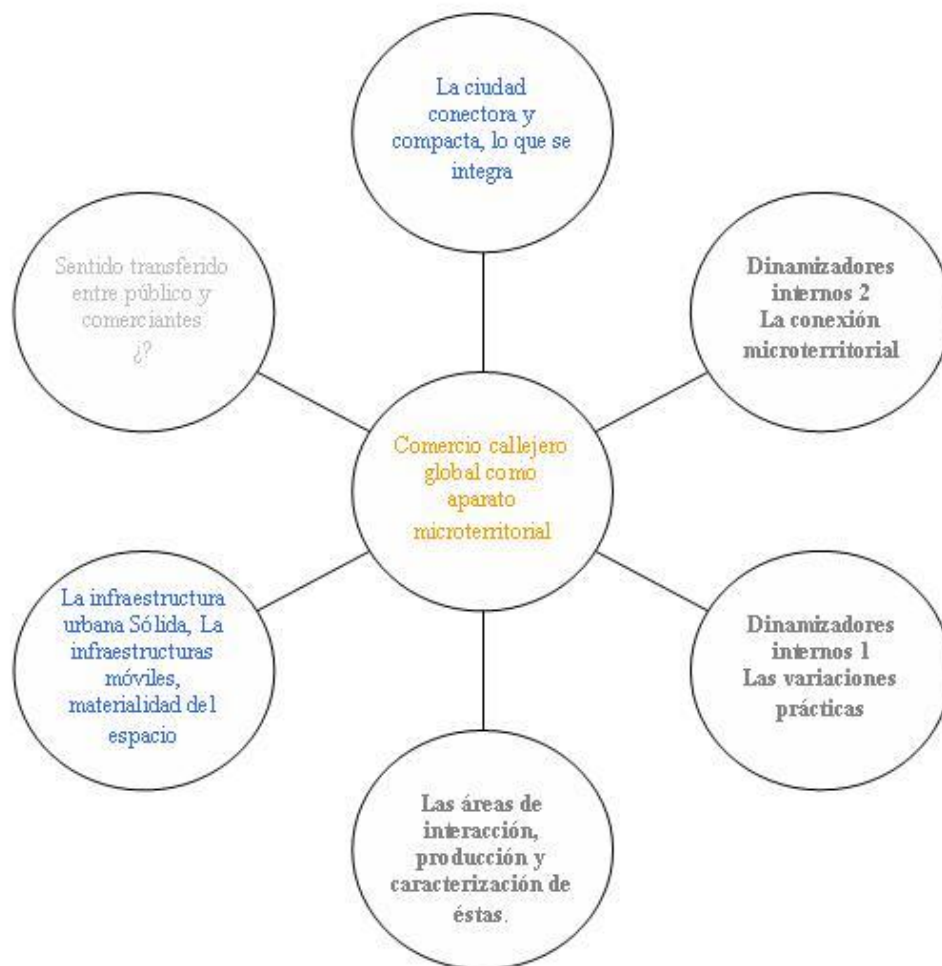 La ciudad
conectora y
compacta, lo que se
integra
Sentido transferido
entre público y
comerciantes
¿?
Dinamizadores
internos 2
La conexión
microterritorial
Comercio callejero
global como
aparato
microterritorial
La infraestructura
urbana Sólida, La
infraestructuras
móviles,
materialidad del
espacio
Dinamizadores
internos 1
Las variaciones
prácticas
Las áreas de
interacción,
producción y
caracterización de
éstas.